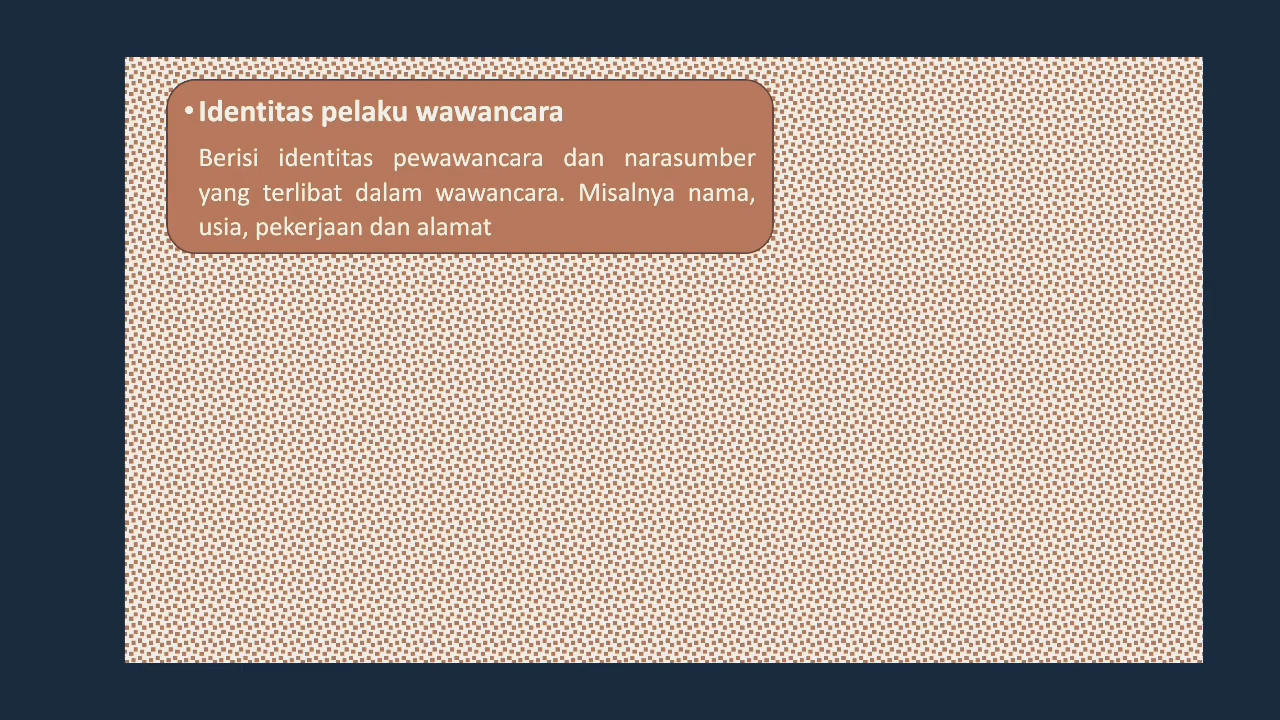 • Identitas pelaku wawancara
Berisi identitas pewawancara dan narasumber
yang terlibat dalam wawancara. Misalnya nama,
usia, pekerjaan dan alamat